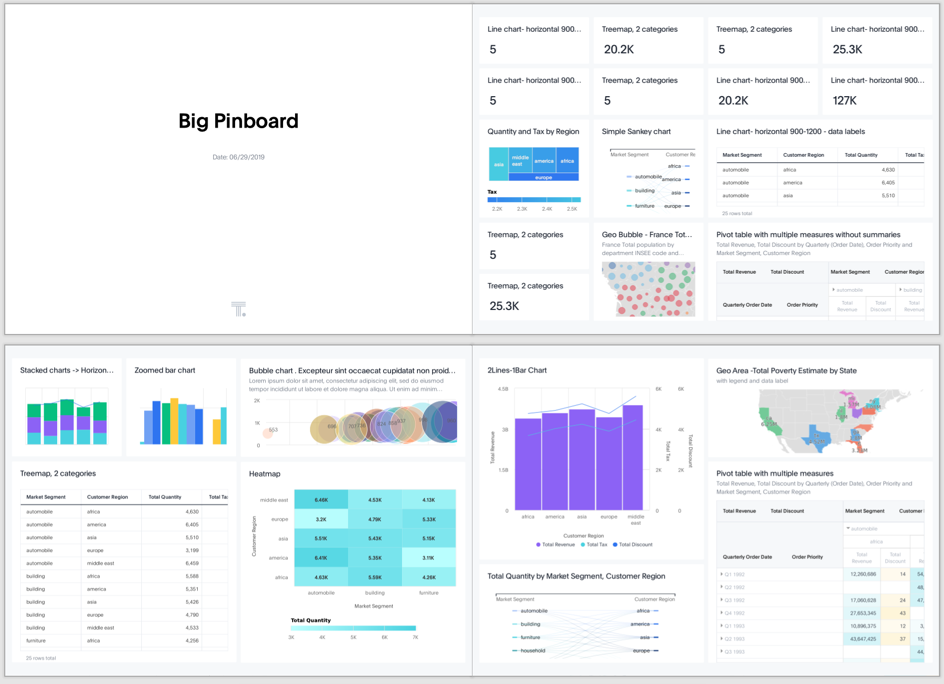 Big Pinboard
Date: 06/29/2019
Line chart- horizontal 900...
5
Treemap, 2 categories
20.2K
Treemap, 2 categories
5
Line chart- horizontal 900...
25.3K
Line chart- horizontal 900...
5
Treemap, 2 categories
5
Line chart- horizontal 900...
20.2K
Line chart- horizontal 900...
127K
Quantity and Tax by Region
asia
middle
east
america
africa
europe
Tax
2.2K 2.3K 2.4K 2.5K
Simple Sankey chart
Market Segment Customer Re
automobile
building
furniture
africa
america
asia
europe
Line chart- horizontal 900-1200 - data labels
Market Segment Customer Region Total Quantity Total Ta
automobile africa 4,630
automobile america 6,405
automobile asia 5,510
25 rows total
Treemap, 2 categories
5
Treemap, 2 categories
25.3K
Geo Bubble - France Tot...
France Total population by
department INSEE code and...
Pivot table with multiple measures without summaries
Total Revenue, Total Discount by Quarterly (Order Date), Order Priority and
Market Segment, Customer Region
Total Revenue Total Discount Market Segment Customer Region
automobile building
Quarterly Order Date Order Priority Total Revenue Total Discount Total Revenue
Stacked charts -> Horizon...
Zoomed bar chart
Bubble chart . Excepteur sint occaecat cupidatat non proid...
Lorem ipsum dolor sit amet, consectetur adipiscing elit, sed do eiusmod
tempor incididunt ut labore et dolore magna aliqua. Ut enim ad minim...
2K
1K
0
553
Treemap, 2 categories
Market Segment Customer Region Total Quantity Total Tax
automobile africa 4,630
automobile america 6,405
automobile asia 5,510
automobile europe 3,199
automobile middle east 6,459
building africa 5,588
building america 5,351
building asia 5,426
building europe 4,790
building middle east 4,533
furniture africa 4,256
25 rows total
Heatmap
Customer Region
middle east 6.46K 4.53K 4.13K
europe 3.2K 4.79K 5.33K
asia 5.51K 5.43K 5.15K
america 6.41K 5.35K 3.11K
africa 4.63K 5.59K 4.26K
automobile building furniture
Market Segment
Total Quantity
3K 4K 5K 6K 7K
2Lines-1Bar Chart
4.5B
3B
1.5B
0
Total Revenue
6K
4K
2K
0
Total Tax
6K
4K
2K
0
Total Discount
africa america asia europe middle
east
Customer Region
Total Revenue Total Tax Total Discount
Total Quantity by Market Segment, Customer Region
Market Segment Customer Region
automobile africa
building america
furniture asia
household europe
Geo Area -Total Poverty Estimate by State
with legend and data label
Pivot table with multiple measures
Total Revenue, Total Discount by Quarterly (Order Date), Order Priority and
Market Segment, Customer Region
Total Revenue Total Discount Market Segment Customer
automobile
africa
Quarterly Order Date Order Priority Total Revenue Total Discount Total Revenue
Q1 1992 12,260,686 14 54,
Q2 1992 48,
Q3 1992 17,080,828 24 47,
Q4 1992 27,653,345 43
Q1 1993 10,896,375 12 3,
Q2 1993 43,647,425 37 15,
Q3 1993 44,